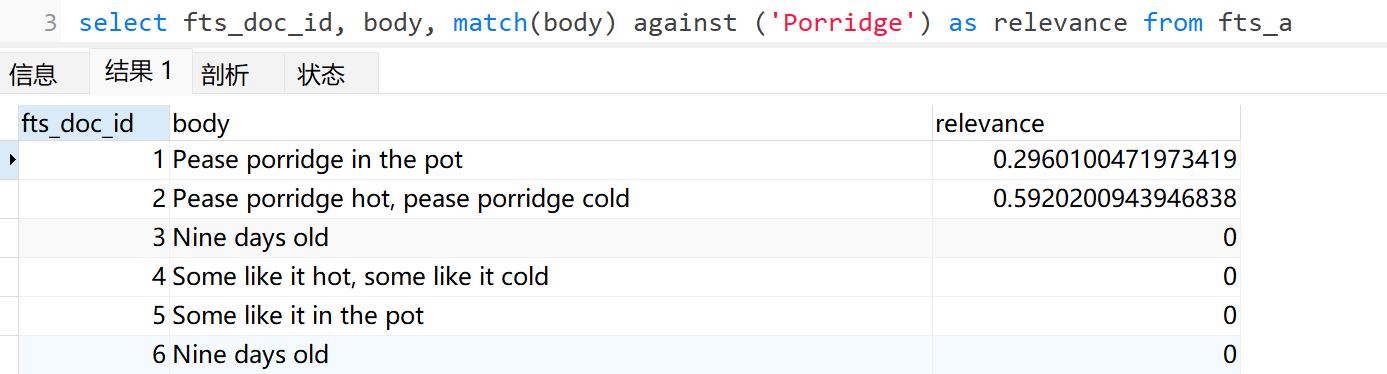 3 select fts_doc_id, body, match(body) against ('Porridge') as relevance from fts_a
信息 结果 1 剖析 状态
fts_doc_id body relevance
1 Pease porridge in the pot 0.2960100471973419
2 Pease porridge hot, pease porridge cold 0.5920200943946838
3 Nine days old 0
4 Some like it hot, some like it cold 0
5 Some like it in the pot 0
6 Nine days old 0